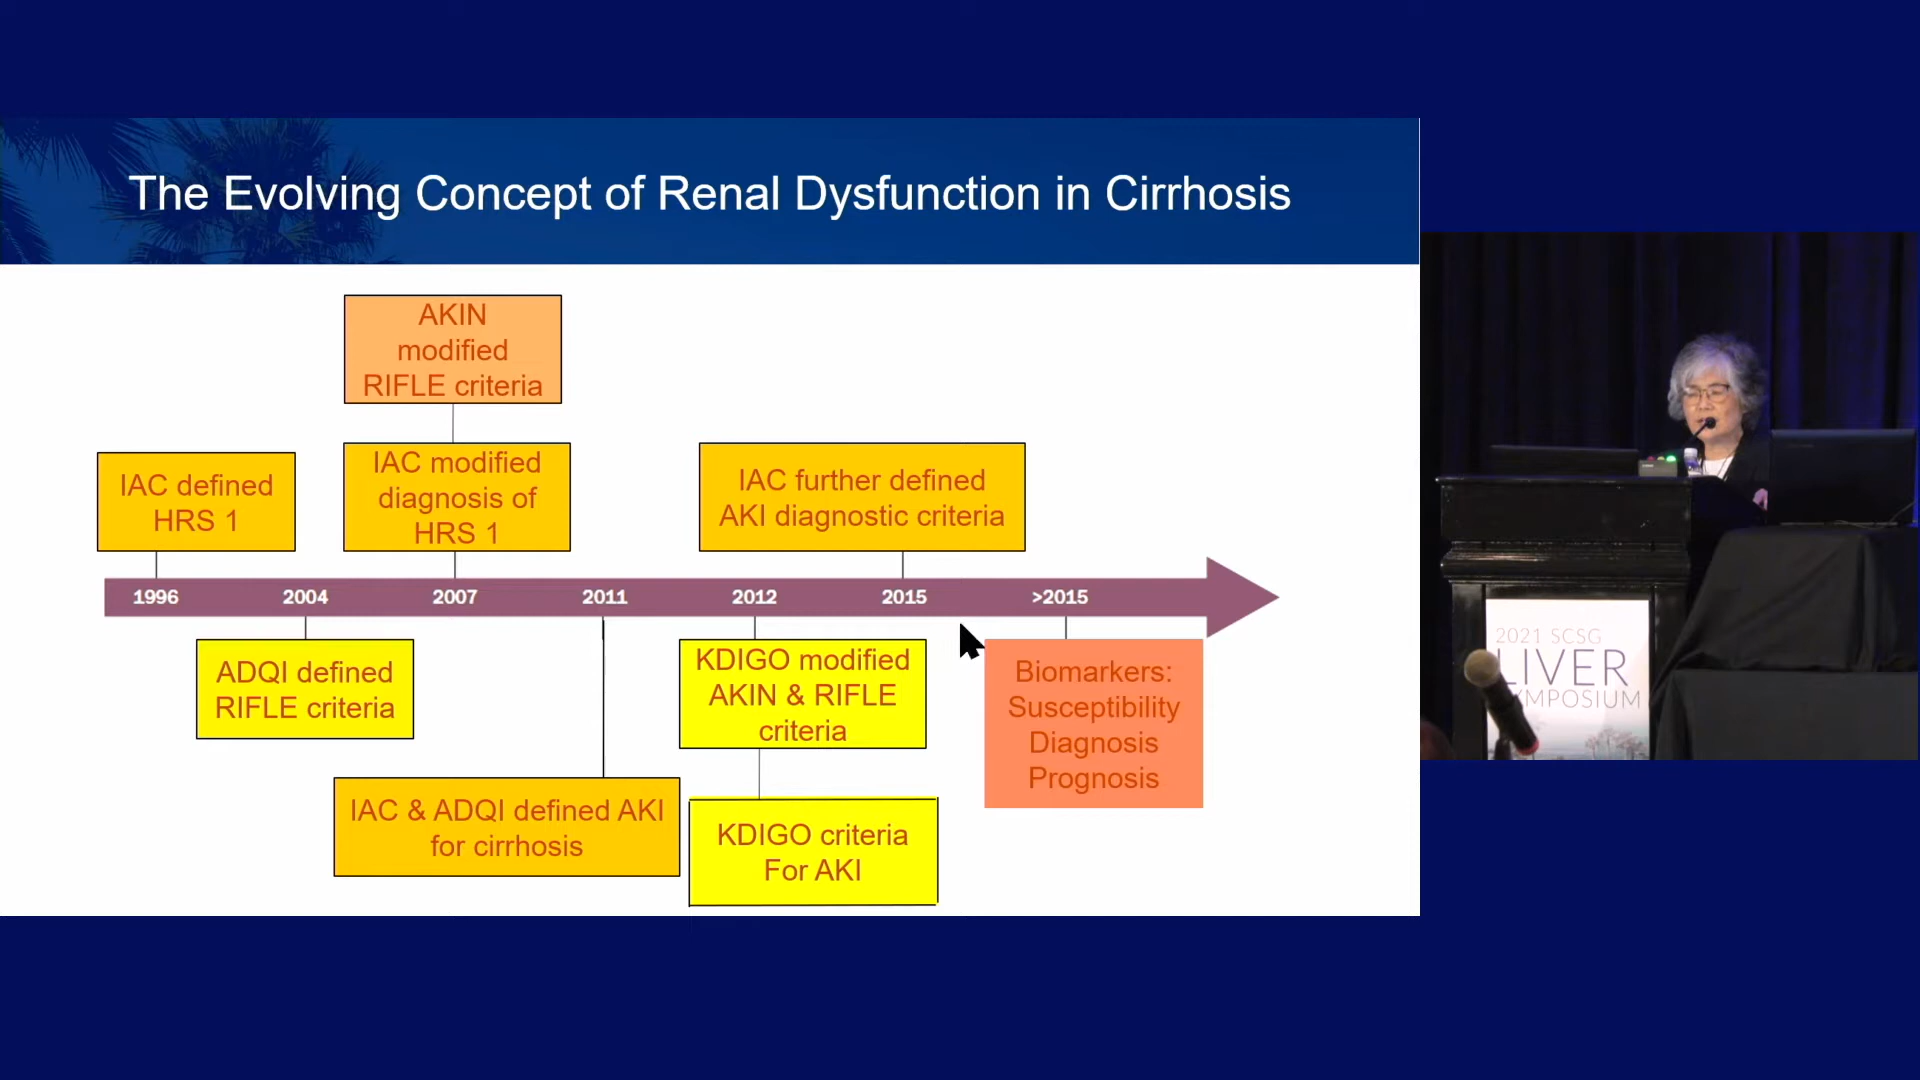 The Evolving Concept of Renal Dysfunction in Cirrhosis
AKIN
modified
RIFLE criteria
IAC defined
HRS 1
IAC modified
diagnosis of
HRS 1
IAC further defined
AKI diagnostic criteria
1996
2004
2007
2011
2012
2015
>2015
ADQI defined
RIFLE criteria
KDIGO modified
AKIN & RIFLE
criteria
Biomarkers:
Susceptibility
Diagnosis
Prognosis
IAC & ADQI defined AKI
for cirrhosis
KDIGO criteria
For AKI
2021 SCSG
LIVER
SYMPOSIUM